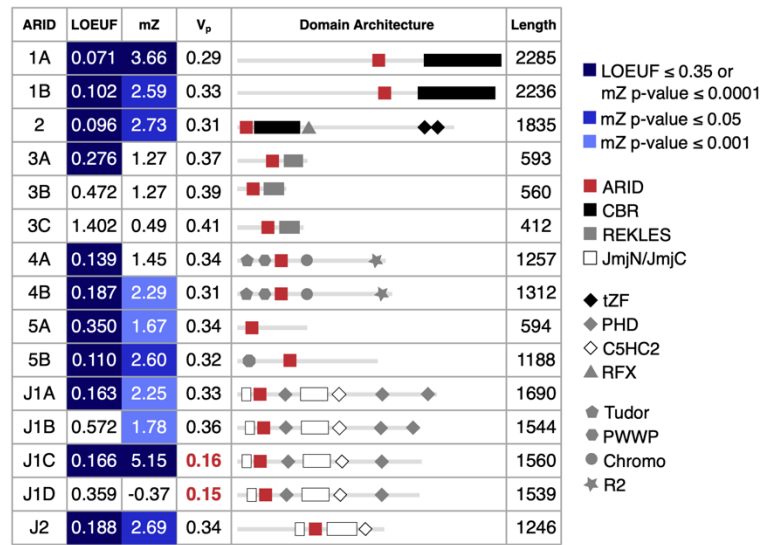 ARID LOEUF mZ Vp Domain Architecture Length
1A 0.071 3.66 0.29 2285
1B 0.102 2.59 0.33 2236
2 0.096 2.73 0.31 1835
3A 0.276 1.27 0.37 593
3B 0.472 1.27 0.39 560
3C 1.402 0.49 0.41 412
4A 0.139 1.45 0.34 1257
4B 0.187 2.29 0.31 1312
5A 0.350 1.67 0.34 594
5B 0.110 2.60 0.32 1188
J1A 0.163 2.25 0.33 1690
J1B 0.572 1.78 0.36 1544
J1C 0.166 5.15 0.16 1560
J1D 0.359 -0.37 0.15 1539
J2 0.188 2.69 0.34 1246
LOEUF ≤ 0.35 or
mZ p-value ≤ 0.0001
mZ p-value ≤ 0.05
mZ p-value ≤ 0.001
ARID
CBR
REKLES
JmjN/JmjC
tZF
PHD
C5HC2
RFX
Tudor
PWWP
Chromo
R2